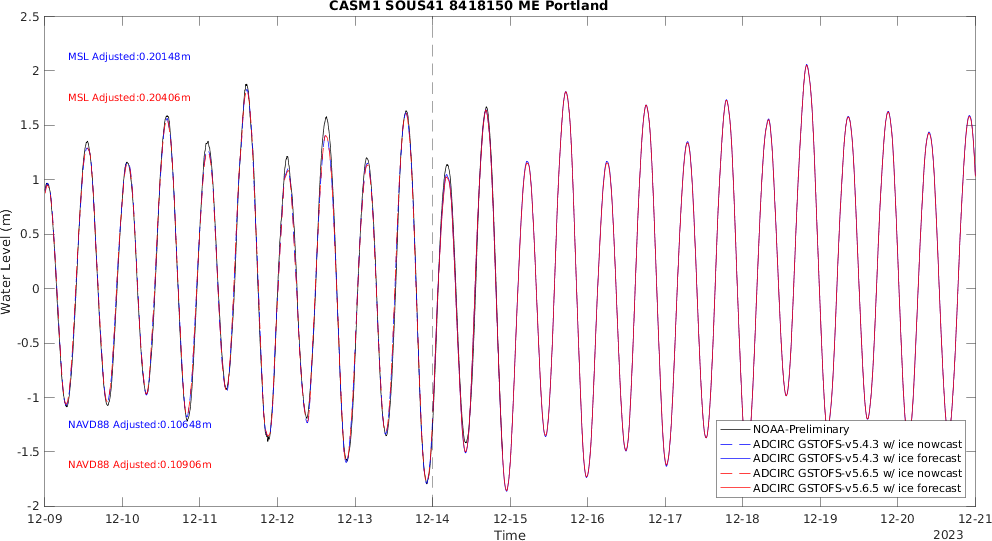 CASM1 SOUS41 8418150 ME Portland
2.5
MSL Adjusted:0.20148m
2
MSL Adjusted:0.20406m
1.5
1
0.5
Water Level (m)
0
-0.5
-1
NAVD88 Adjusted:0.10648m
NOAA-Preliminary
ADCIRC GSTOFS-v5.4.3 w/ ice nowcast
-1.5
ADCIRC GSTOFS-v5.4.3 w/ ice forecast
NAVD88 Adjusted:0.10906m
ADCIRC GSTOFS-v5.6.5 w/ ice nowcast
ADCIRC GSTOFS-v5.6.5 w/ ice forecast
-2
12-09 12-10 12-11 12-12 12-13 12-14 12-15 12-16 12-17 12-18 12-19 12-20 12-21
Time
2023